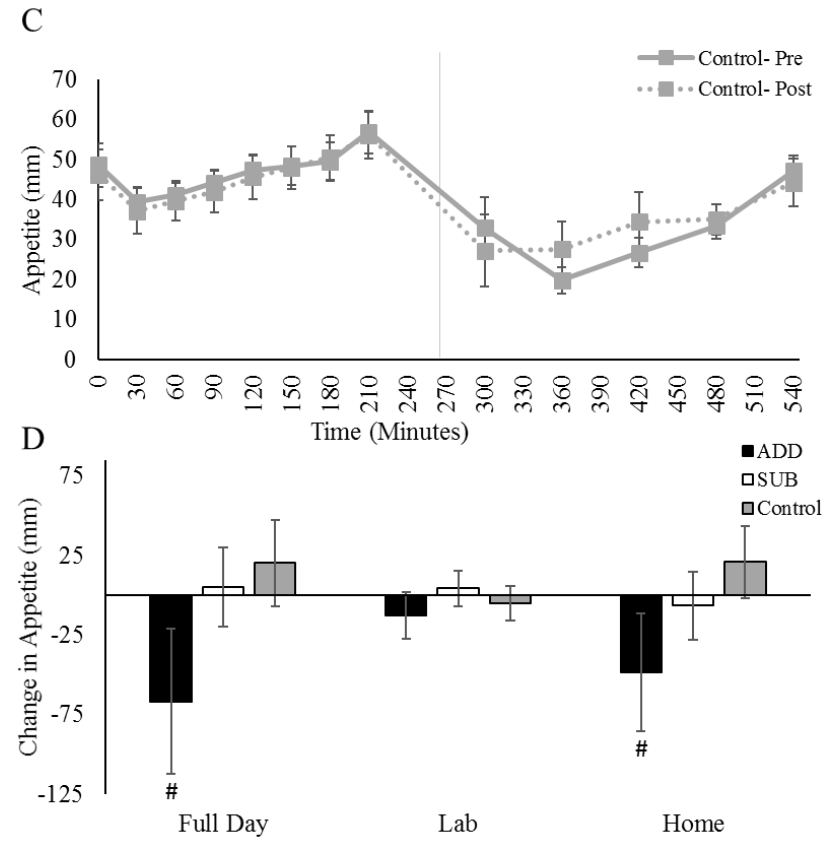 C
Control- Pre
Control- Post
70
60
50
40
30
20
10
0
Appetite (mm)
0 30 60 90 120 150 180 210 240 270 300 330 360 390 420 450 480 510 540
Time (Minutes)
D
ADD
SUB
Control
75
25
-25
-75
-125
Change in Appetite (mm)
#
#
Full Day Lab Home